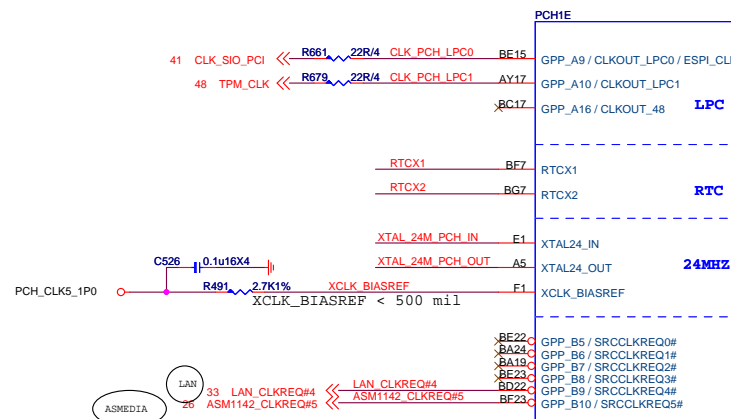 PCH1E
41 CLK_SIO_PCI R661 22R/4 CLK_PCH_LPC0 BE15 GPP_A9 / CLKOUT_LPC0 / ESPI_CL
48 TPM_CLK R679 22R/4 CLK_PCH_LPC1 AY17 GPP_A10 / CLKOUT_LPC1
BC17 GPP_A16 / CLKOUT_48 LPC
RTCX1 BF7 RTCX1
RTCX2 BG7 RTCX2 RTC
XTAL_24M_PCH_IN E1 XTAL24_IN
XTAL_24M_PCH_OUT A5 XTAL24_OUT 24MHZ
C526 0.1u16X4
PCH_CLK5_1P0 R491 2.7K1% XCLK_BIASREF F1 XCLK_BIASREF
XCLK_BIASREF < 500 mil
BE22 GPP_B5 / SRCCLKREQ0#
BA24 GPP_B6 / SRCCLKREQ1#
BA19 GPP_B7 / SRCCLKREQ2#
BE23 GPP_B8 / SRCCLKREQ3#
LAN 33 LAN_CLKREQ#4 LAN_CLKREQ#4 BD22 GPP_B9 / SRCCLKREQ4#
ASMEDIA 26 ASM1142_CLKREQ#5 ASM1142_CLKREQ#5 BF23 GPP_B10 / SRCCLKREQ5#